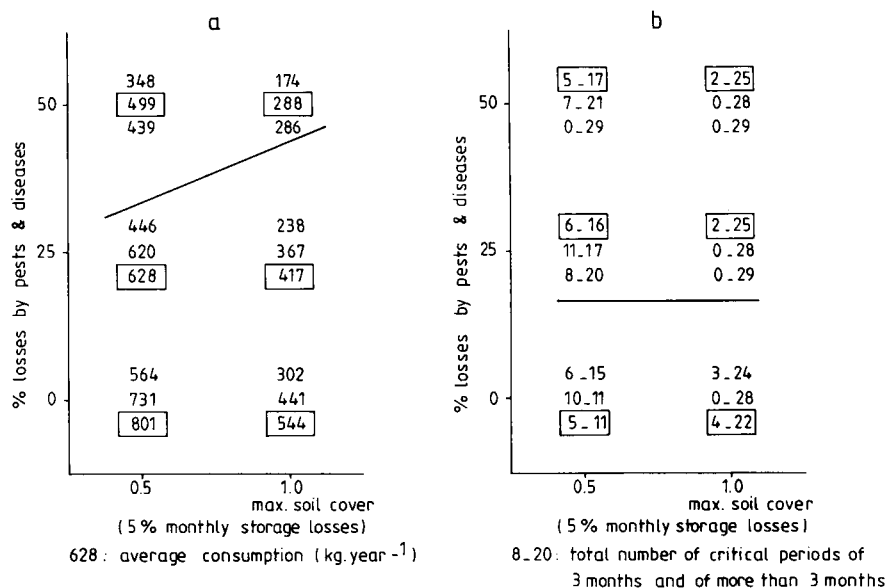 a
348 174
50 499 288
439 286
446 238
25 620 367
628 417
564 302
0 731 441
801 544
0.5 1.0
max. soil cover
(5% monthly storage losses)
% losses by pests & diseases
628: average consumption (kg.year-1)
b
5_17 2_25
50 7_21 0_28
0_29 0_29
6_16 2_25
25 11_17 0_28
8_20 0_29
6_15 3_24
0 10_11 0_28
5_11 4_22
0.5 1.0
max. soil cover
(5% monthly storage losses)
% losses by pests & diseases
8_20: total number of critical periods of
3 months and of more than 3 months